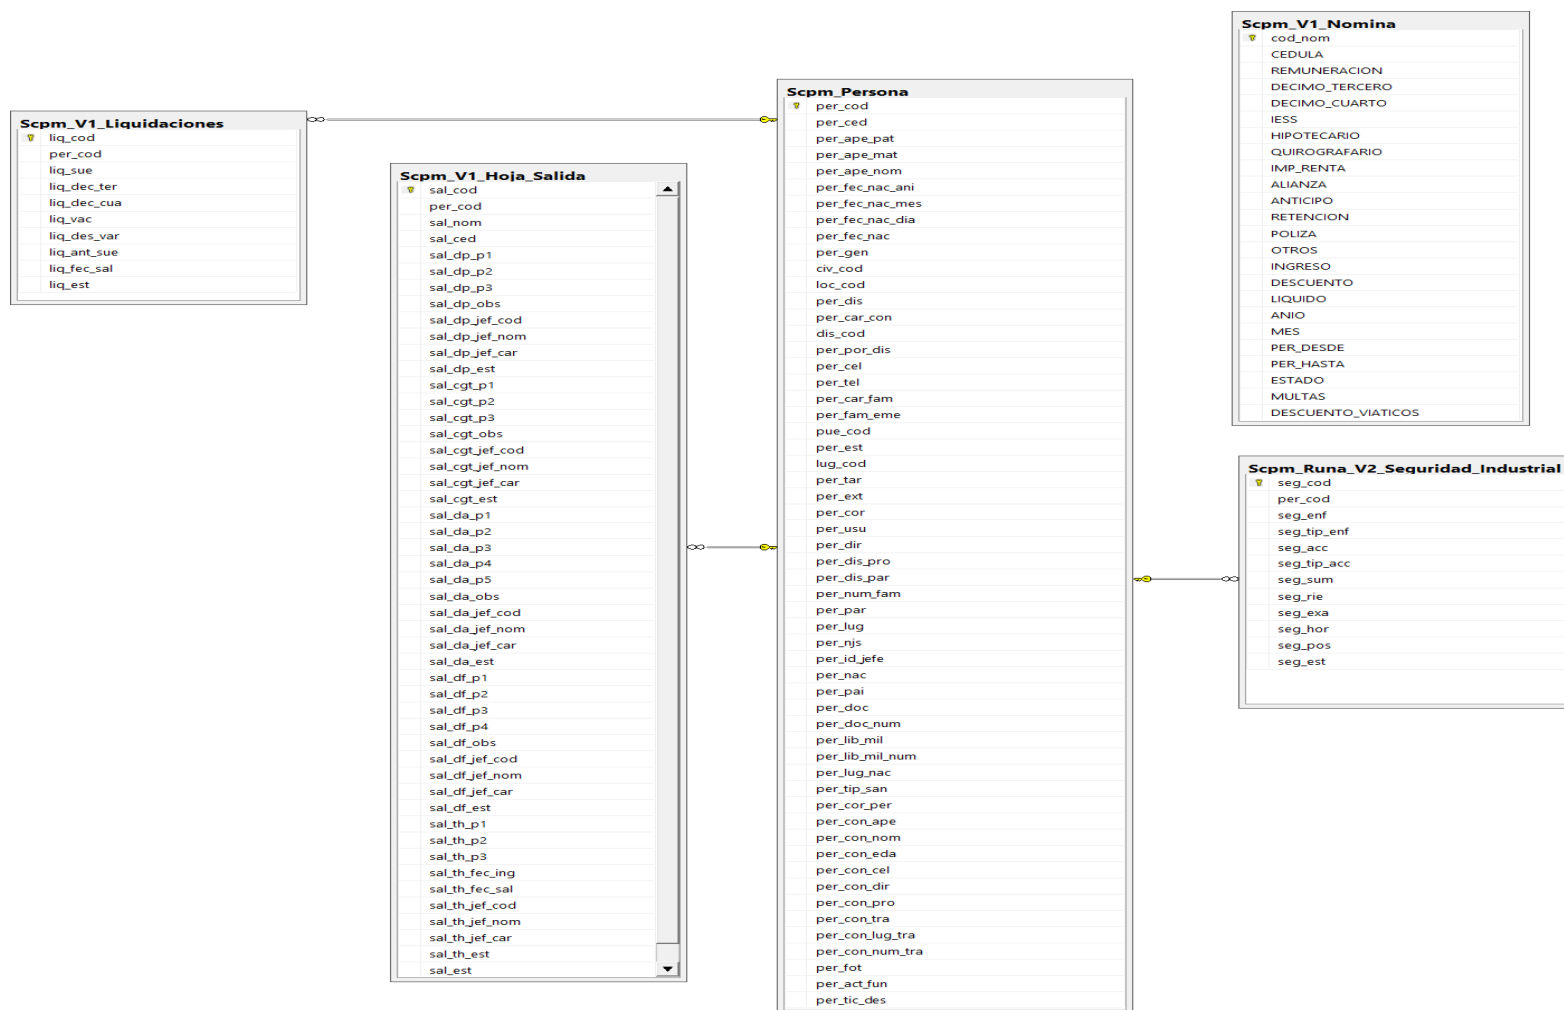 Scpm_V1_Liquidaciones
liq_cod
per_cod
liq_sue
liq_dec_ter
liq_dec_cua
liq_vac
liq_des_var
liq_ant_sue
liq_fec_sal
liq_est
Scpm_V1_Hoja_Salida
sal_cod
per_cod
sal_nom
sal_ced
sal_dp_p1
sal_dp_p2
sal_dp_p3
sal_dp_obs
sal_dp_jef_cod
sal_dp_jef_nom
sal_dp_jef_car
sal_dp_est
sal_cgt_p1
sal_cgt_p2
sal_cgt_p3
sal_cgt_obs
sal_cgt_jef_cod
sal_cgt_jef_nom
sal_cgt_jef_car
sal_cgt_est
sal_da_p1
sal_da_p2
sal_da_p3
sal_da_p4
sal_da_p5
sal_da_obs
sal_da_jef_cod
sal_da_jef_nom
sal_da_jef_car
sal_da_est
sal_df_p1
sal_df_p2
sal_df_p3
sal_df_p4
sal_df_obs
sal_df_jef_cod
sal_df_jef_nom
sal_df_jef_car
sal_df_est
sal_th_p1
sal_th_p2
sal_th_p3
sal_th_fec_ing
sal_th_fec_sal
sal_th_jef_cod
sal_th_jef_nom
sal_th_jef_car
sal_th_est
sal_est
Scpm_Persona
per_cod
per_ced
per_ape_pat
per_ape_mat
per_ape_nom
per_fec_nac_ani
per_fec_nac_mes
per_fec_nac_dia
per_fec_nac
per_gen
civ_cod
loc_cod
per_dis
per_car_con
dis_cod
per_por_dis
per_cel
per_tel
per_car_fam
per_fam_eme
pue_cod
per_est
lug_cod
per_tar
per_ext
per_cor
per_usu
per_dir
per_dis_pro
per_dis_par
per_num_fam
per_par
per_lug
per_njs
per_id_jefe
per_nac
per_pai
per_doc
per_doc_num
per_lib_mil
per_lib_mil_num
per_lug_nac
per_tip_san
per_cor_per
per_con_ape
per_con_nom
per_con_eda
per_con_cel
per_con_dir
per_con_pro
per_con_tra
per_con_lug_tra
per_con_num_tra
per_fot
per_act_fun
per_tic_des
Scpm_V1_Nomina
cod_nom
CEDULA
REMUNERACION
DECIMO_TERCERO
DECIMO_CUARTO
IESS
HIPOTECARIO
QUIROGRAFARIO
IMP_RENTA
ALIANZA
ANTICIPO
RETENCION
POLIZA
OTROS
INGRESO
DESCUENTO
LIQUIDO
ANIO
MES
PER_DESDE
PER_HASTA
ESTADO
MULTAS
DESCUENTO_VIATICOS
Scpm_Runa_V2_Seguridad_Industrial
seg_cod
per_cod
seg_enf
seg_tip_enf
seg_acc
seg_tip_acc
seg_sum
seg_rie
seg_exa
seg_hor
seg_pos
seg_est